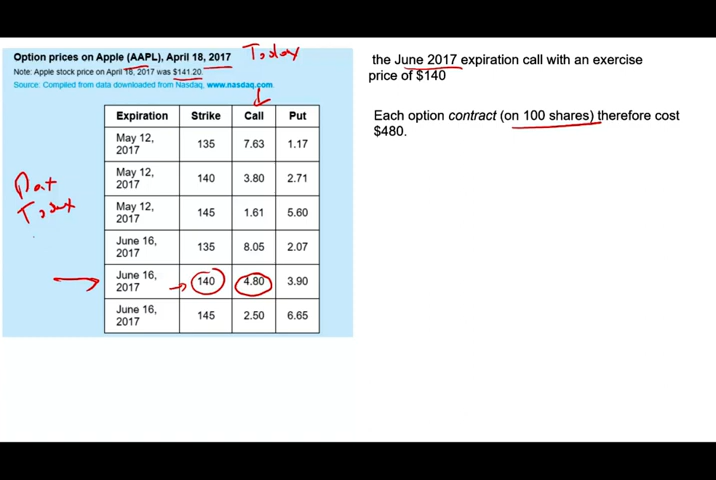 Option prices on Apple (AAPL), April 18, 2017
Today
Note: Apple stock price on April 18, 2017 was $141.20.
Source: Compiled from data downloaded from Nasdaq, www.nasdaq.com
Expiration Strike Call Put
May 12, 2017 135 7.63 1.17
May 12, 2017 140 3.80 2.71
May 12, 2017 145 1.61 5.60
June 16, 2017 135 8.05 2.07
June 16, 2017 140 4.80 3.90
June 16, 2017 145 2.50 6.65
Today
the June 2017 expiration call with an exercise
price of $140
Each option contract (on 100 shares) therefore cost
$480.